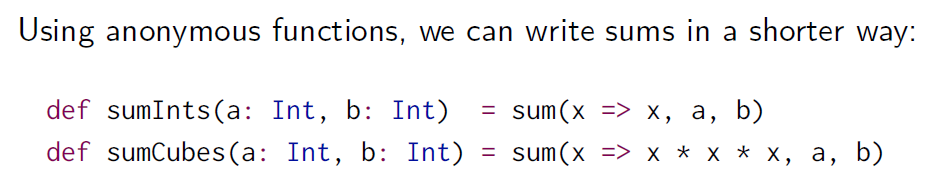 Using anonymous functions, we can write sums in a shorter way:
def sumInts(a: Int, b: Int)  = sum(x => x, a, b)
def sumCubes(a: Int, b: Int) = sum(x => x * x * x, a, b)